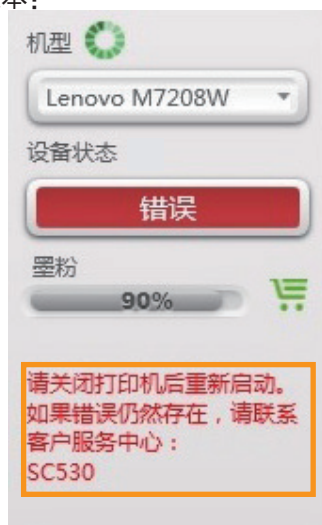 机型
Lenovo M7208W
设备状态
错误
墨粉
90%
请关闭打印机后重新启动。
如果错误仍然存在，请联系
客户服务中心：
SC530